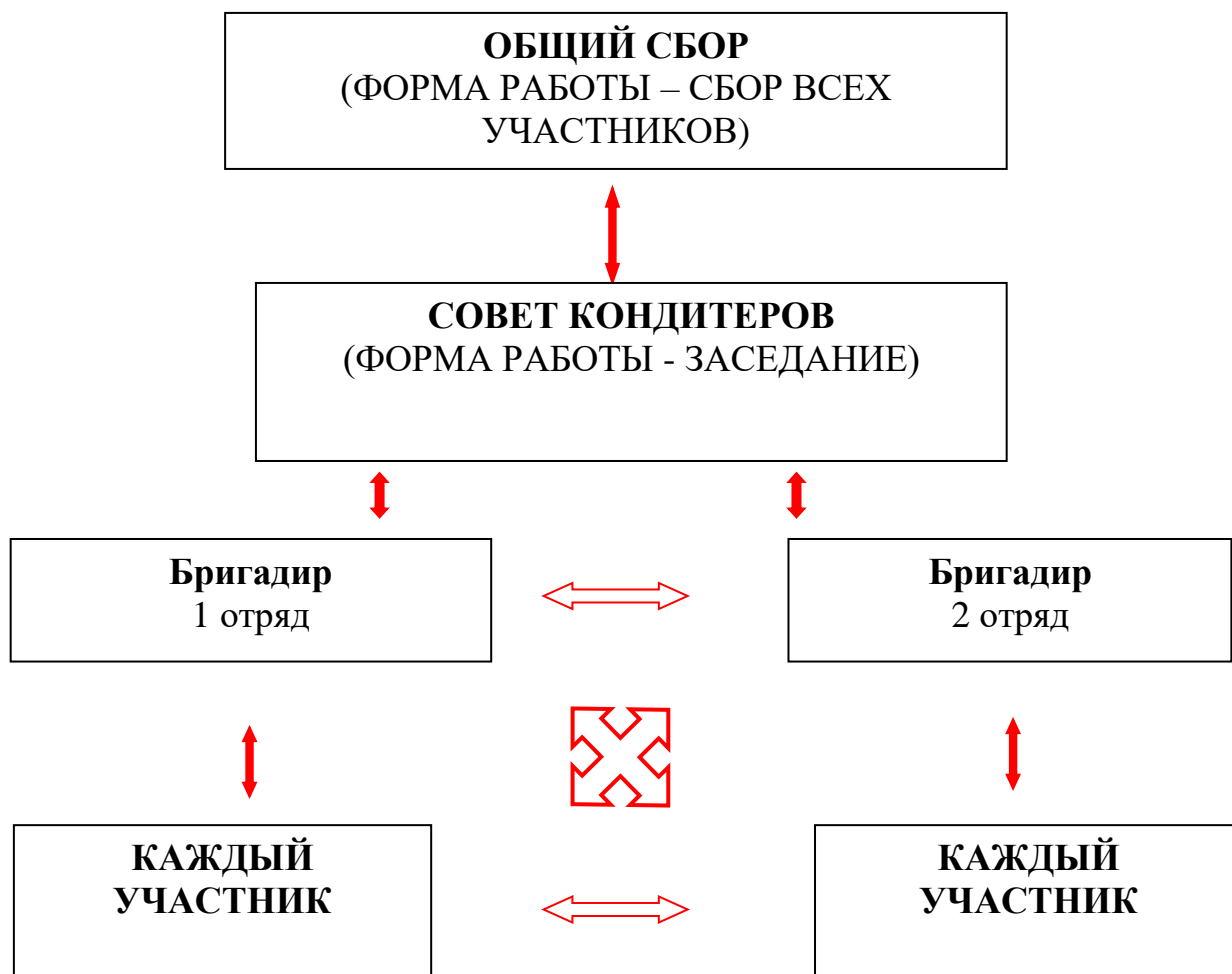 ОБЩИЙ СБОР
(ФОРМА РАБОТЫ – СБОР ВСЕХ
УЧАСТНИКОВ)
СОВЕТ КОНДИТЕРОВ
(ФОРМА РАБОТЫ - ЗАСЕДАНИЕ)
Бригадир
1 отряд
Бригадир
2 отряд
КАЖДЫЙ
УЧАСТНИК
КАЖДЫЙ
УЧАСТНИК